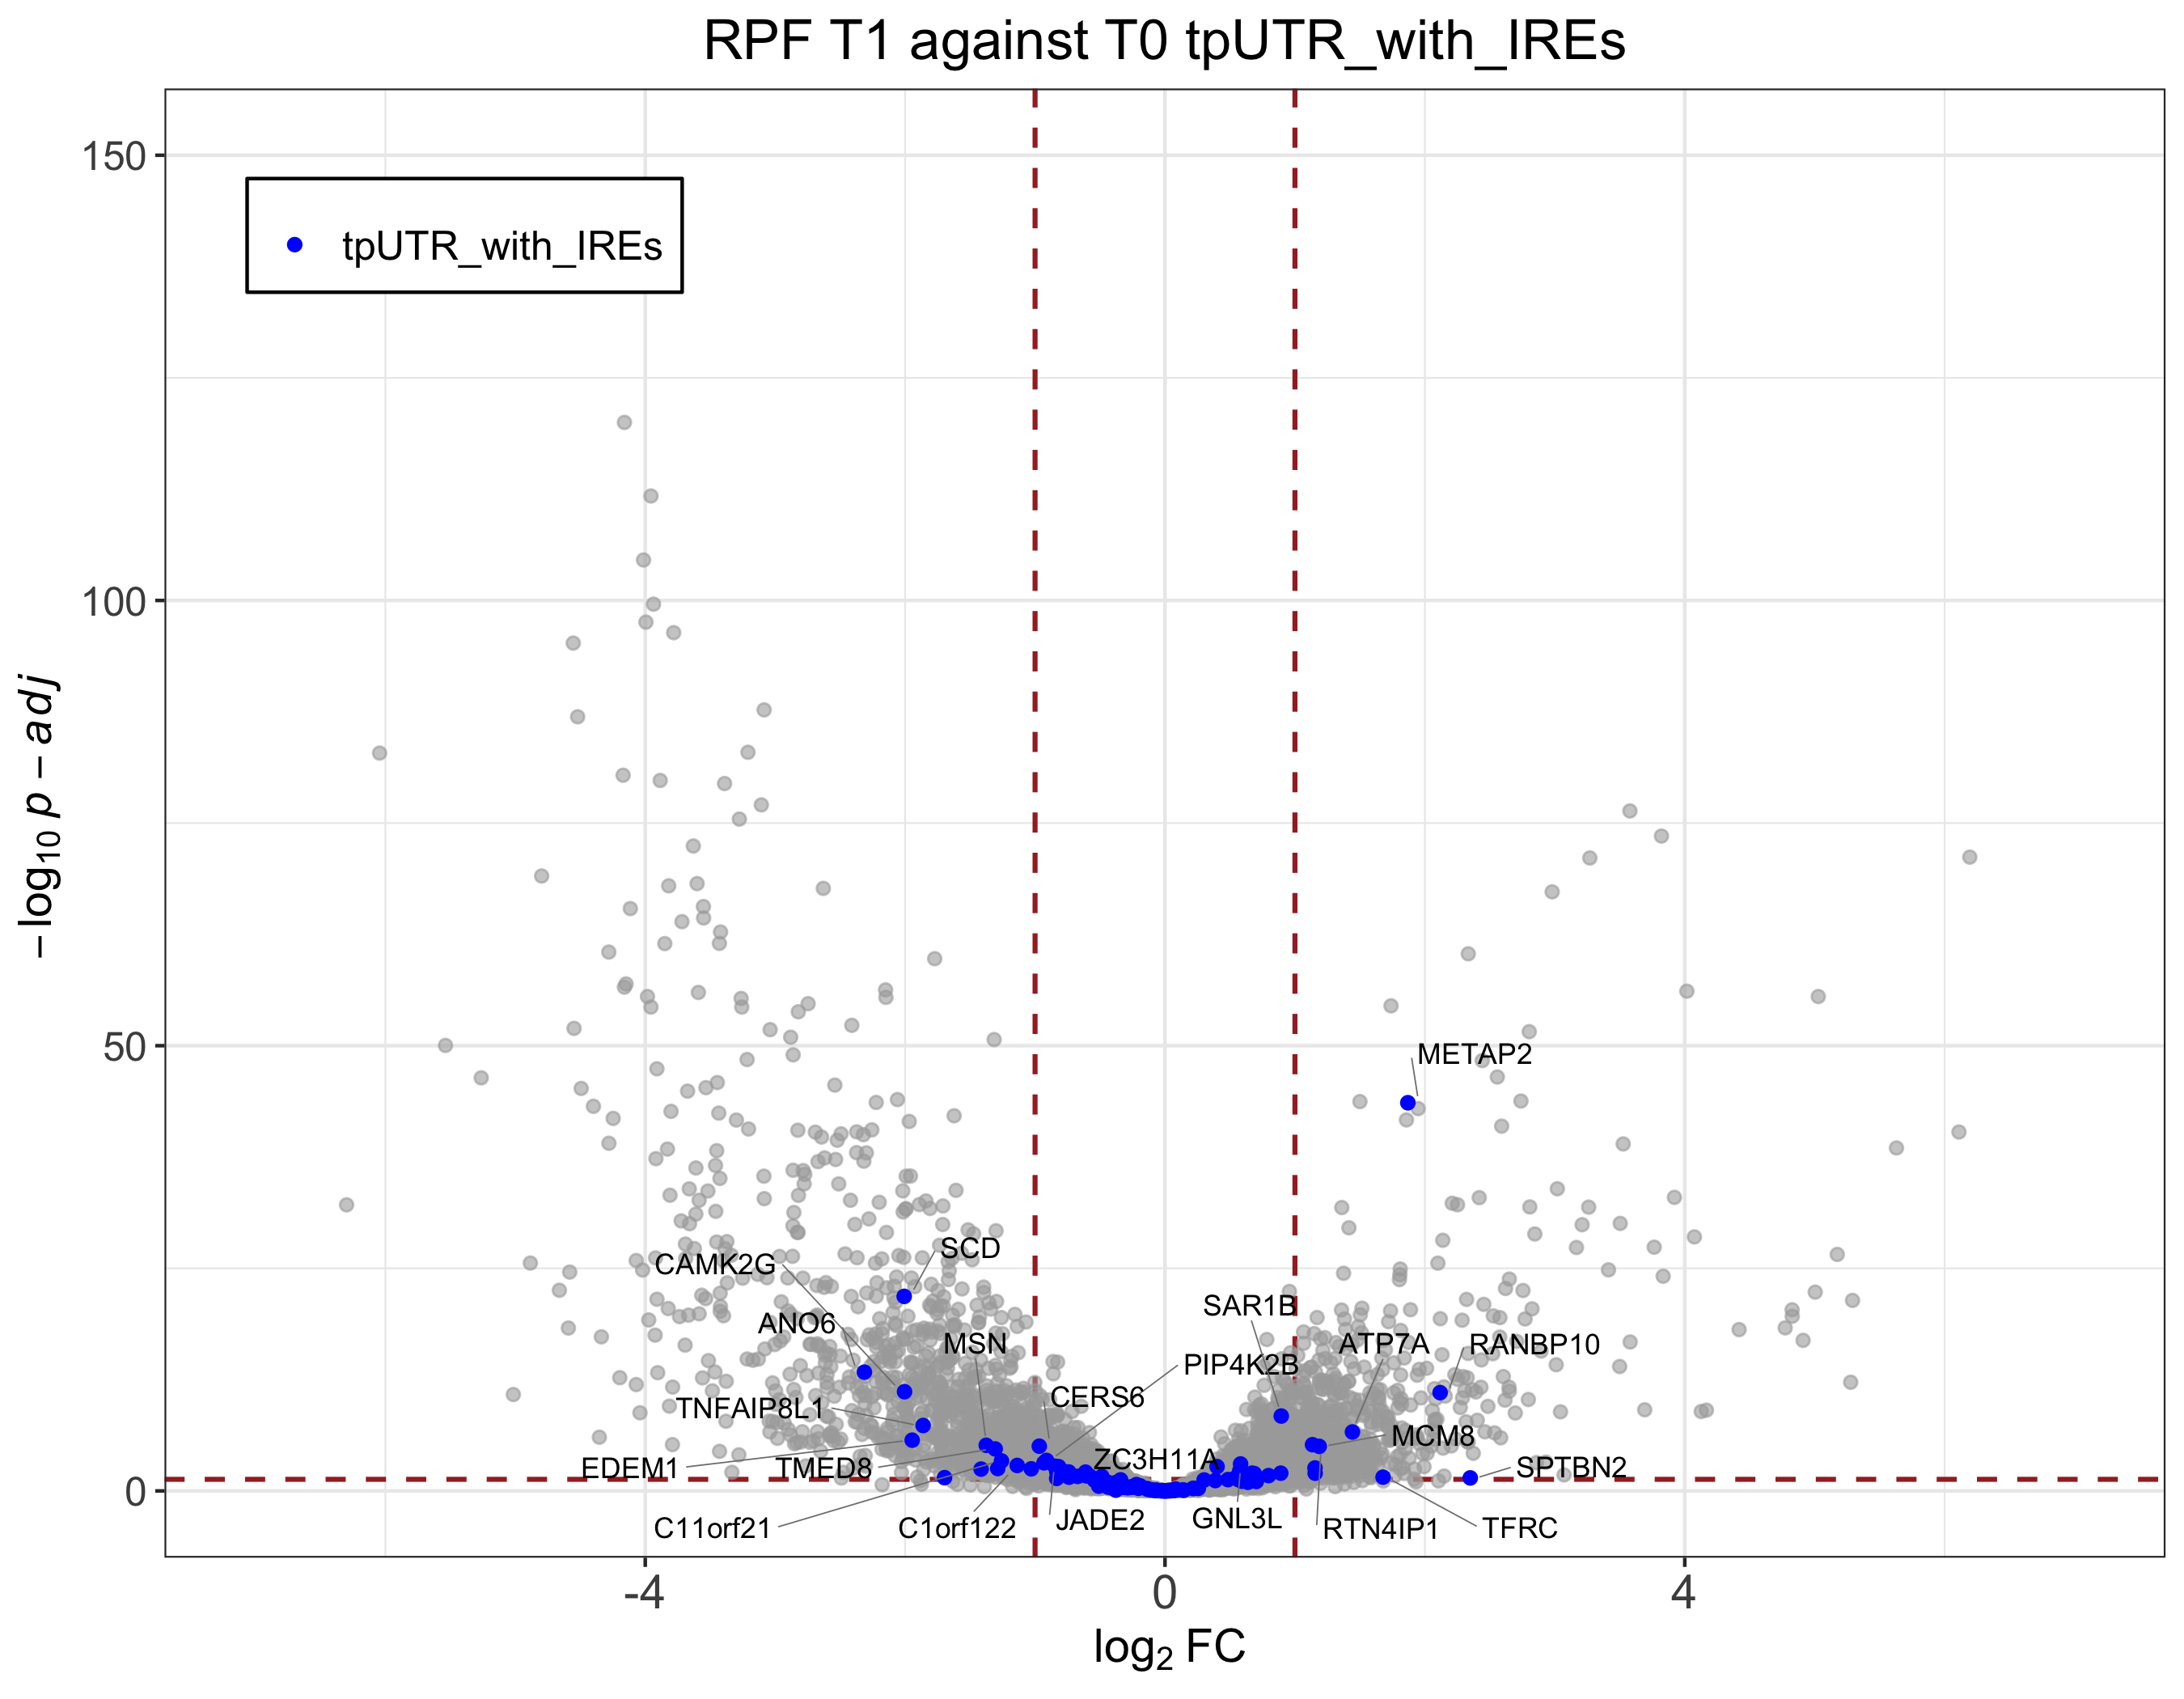 RPF T1 against T0 tpUTR_with_IREs
150
tpUTR_with_IREs
100
−log10 p − adj
50
METAP2
CAMK2G
SCD
SAR1B
ANO6
MSN
ATP7A
RANBP10
PIP4K2B
TNFAIP8L1
CERS6
MCM8
EDEM1
TMED8
ZC3H11A
SPTBN2
0
C11orf21
C1orf122
JADE2
GNL3L
RTN4IP1
TFRC
-4
0
4
log2 FC